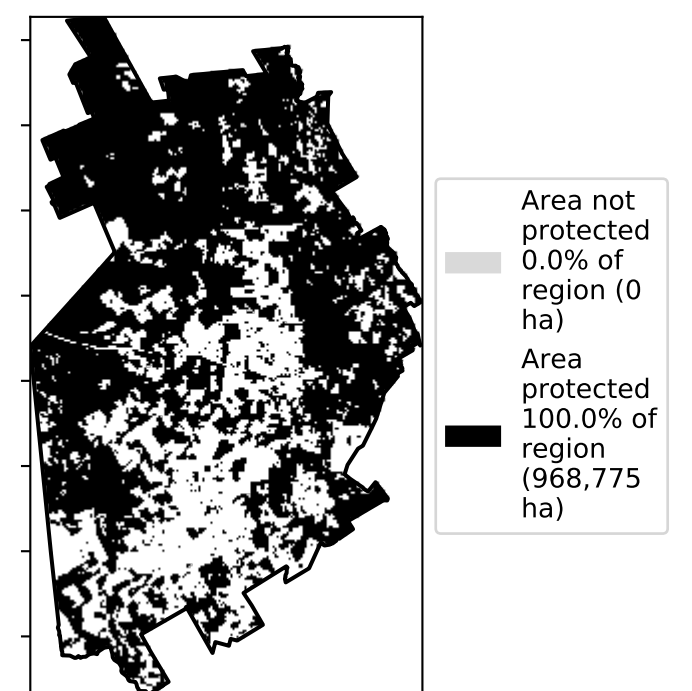 Area not
protected
0.0% of
region (0
ha)
Area
protected
100.0% of
region
(968,775
ha)